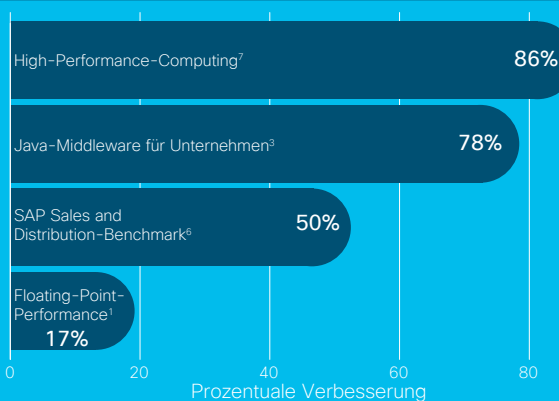 High-Performance-Computing⁷
86%
Java-Middleware für Unternehmen³
78%
SAP Sales and
Distribution-Benchmark⁶
50%
Floating-Point-
Performance¹
17%
0 20 40 60 80
Prozentuale Verbesserung